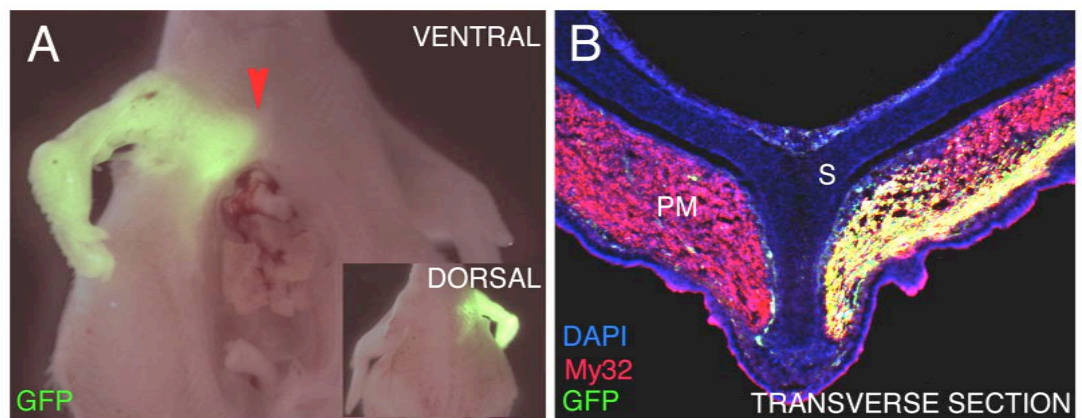 A
VENTRAL
DORSAL
GFP
B
S
PM
DAPI
My32
GFP
TRANSVERSE SECTION